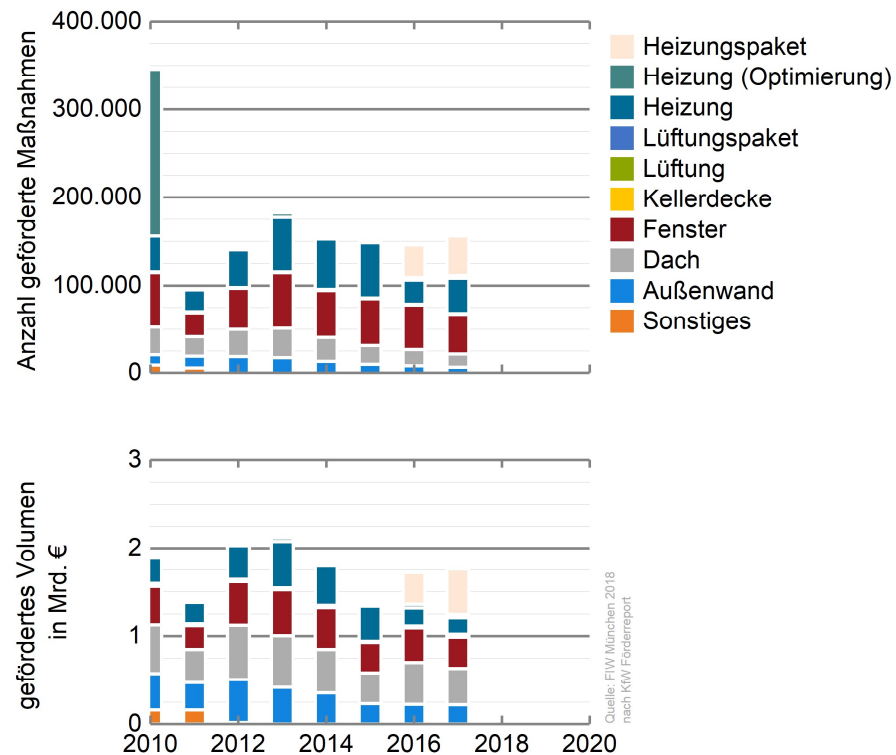 400.000
300.000
200.000
100.000
0
Anzahl geförderte Maßnahmen
Heizungspaket
Heizung (Optimierung)
Heizung
Lüftungspaket
Lüftung
Kellerdecke
Fenster
Dach
Außenwand
Sonstiges
3
2
1
0
gefördertes Volumen
in Mrd. €
2010
2012
2014
2016
2018
2020
Quelle: FIW München 2018
nach KfW Förderreport